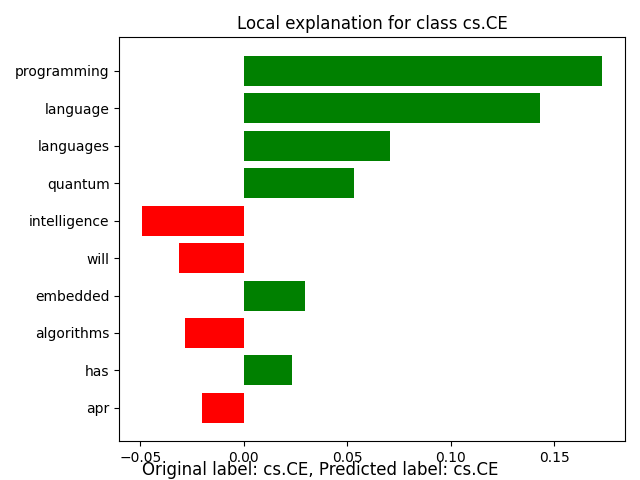 Local explanation for class cs.CE
programming
language
languages
quantum
intelligence
will
embedded
algorithms
has
apr
−0.05 0.00 0.05 0.10 0.15
Original label: cs.CE, Predicted label: cs.CE